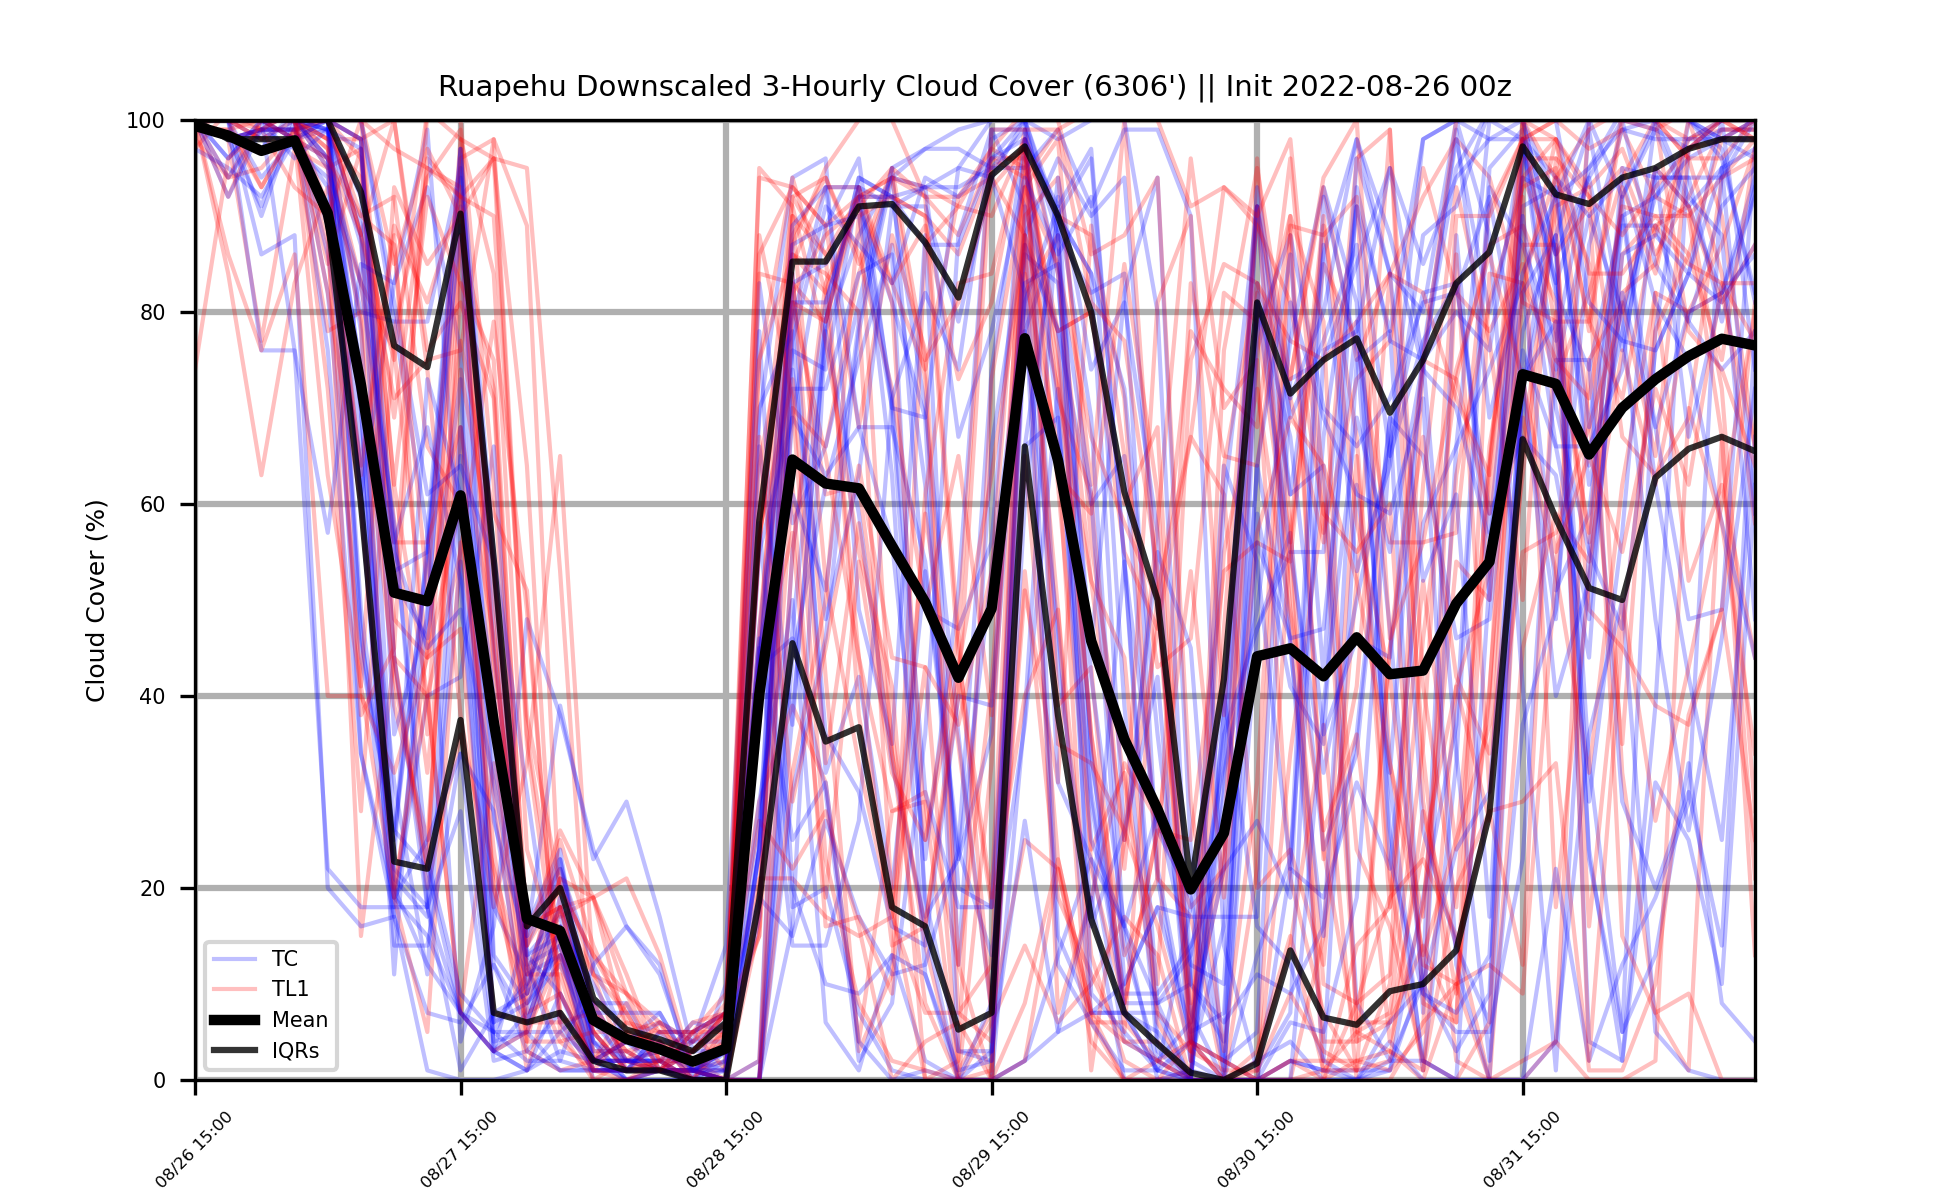 Ruapehu Downscaled 3-Hourly Cloud Cover (6306') || Init 2022-08-26 00z
Cloud Cover (%)
100
80
60
40
20
0
TC
TL1
Mean
IQRs
08/26 15:00
08/27 15:00
08/28 15:00
08/29 15:00
08/30 15:00
08/31 15:00